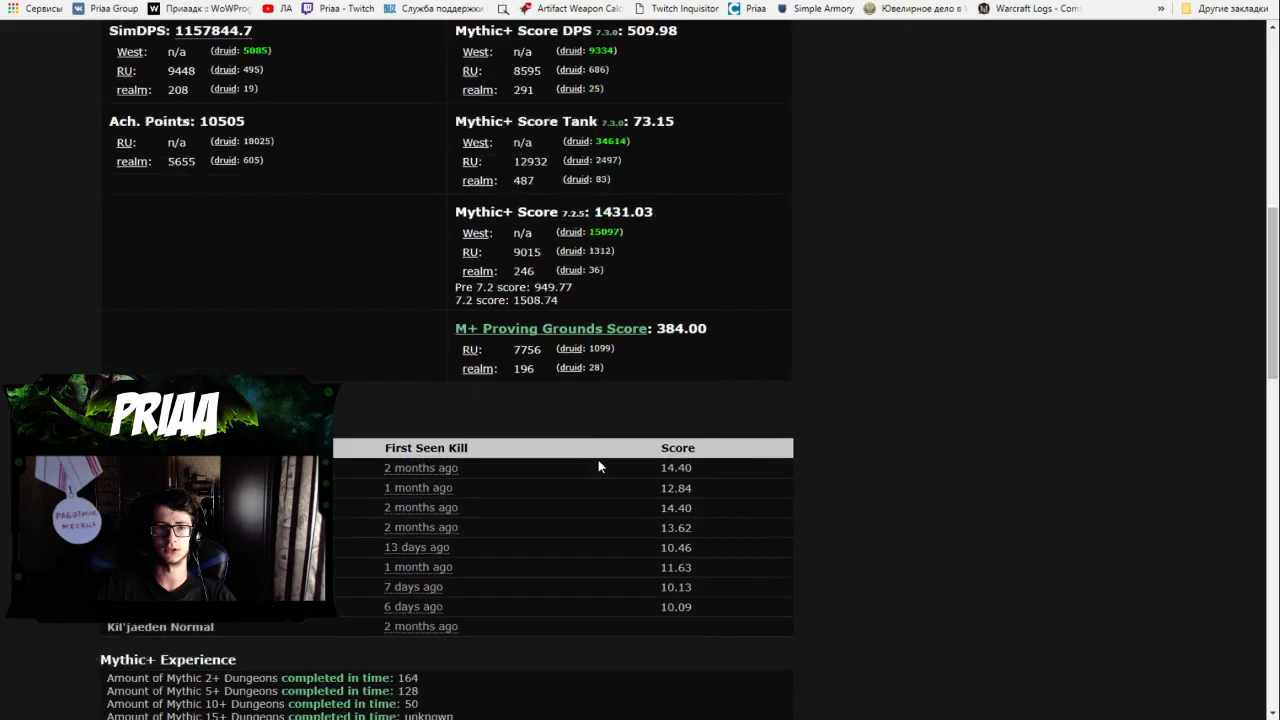 Сервисы Priaa Group Приаадк :: WoWProg ЛА Priaa - Twitch Служба поддержки Artifact Weapon Calc Twitch Inquisitor Priaa Simple Armory Ювелирное дело в Warcraft Logs - Com » Другие закладки
SimDPS: 1157844.7
West: n/a (druid: 5085)
RU: 9448 (druid: 495)
realm: 208 (druid: 19)
Mythic+ Score DPS 7.3.0: 509.98
West: n/a (druid: 9334)
RU: 8595 (druid: 686)
realm: 291 (druid: 25)
Ach. Points: 10505
RU: n/a (druid: 18025)
realm: 5655 (druid: 605)
Mythic+ Score Tank 7.3.0: 73.15
West: n/a (druid: 34614)
RU: 12932 (druid: 2497)
realm: 487 (druid: 83)
Mythic+ Score 7.2.5: 1431.03
West: n/a (druid: 15097)
RU: 9015 (druid: 1312)
realm: 246 (druid: 36)
Pre 7.2 score: 949.77
7.2 score: 1508.74
M+ Proving Grounds Score: 384.00
RU: 7756 (druid: 1099)
realm: 196 (druid: 28)
PRIAA
РАБОТНИК
МЕСЯЦА
First Seen Kill Score
2 months ago 14.40
1 month ago 12.84
2 months ago 14.40
2 months ago 13.62
13 days ago 10.46
1 month ago 11.63
7 days ago 10.13
6 days ago 10.09
Kil'jaeden Normal 2 months ago
Mythic+ Experience
Amount of Mythic 2+ Dungeons completed in time: 164
Amount of Mythic 5+ Dungeons completed in time: 128
Amount of Mythic 10+ Dungeons completed in time: 50
Amount of Mythic 15+ Dungeons completed in time: unknown